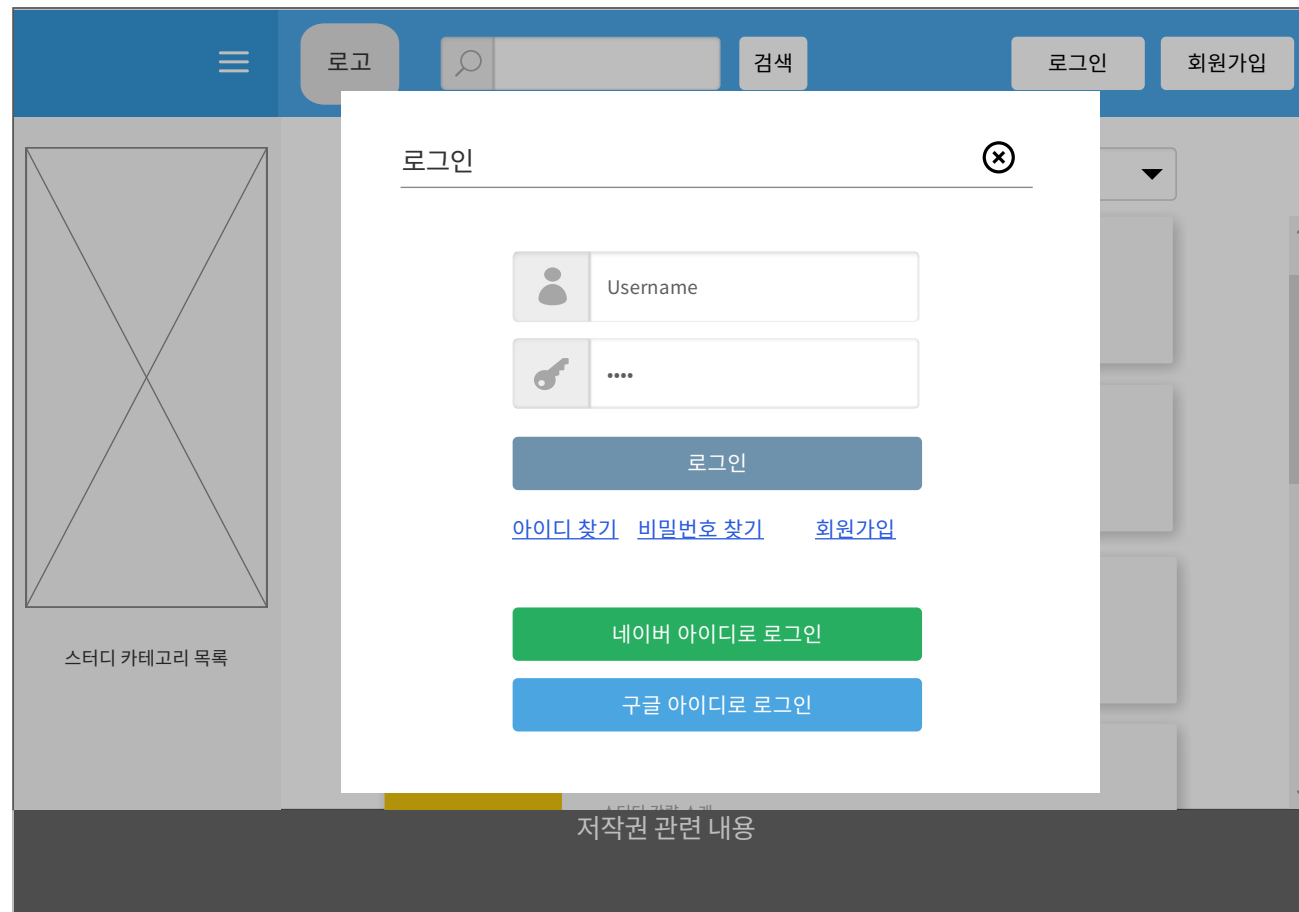 로고
검색
로그인
회원가입
로그인
Username
로그인
아이디 찾기 비밀번호 찾기 회원가입
네이버 아이디로 로그인
구글 아이디로 로그인
스터디 카테고리 목록
저작권 관련 내용